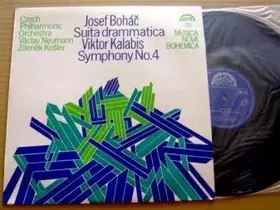 Czech
Philharmonic
Orchestra
Václav Neumann
Zdeněk Košler
Josef Boháč
Suita drammatica
Viktor Kalabis
Symphony No.4
MUSICA
NOVA
BOHEMICA